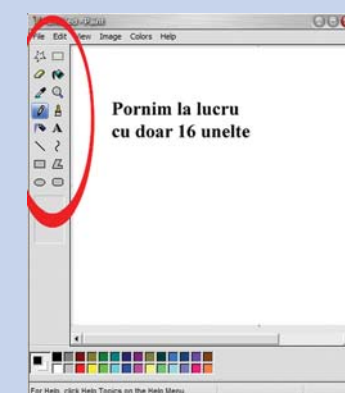 File Edit View Image Colors Help
Pornim la lucru
cu doar 16 unelte
For Help, click Help Topics on the Help Menu.